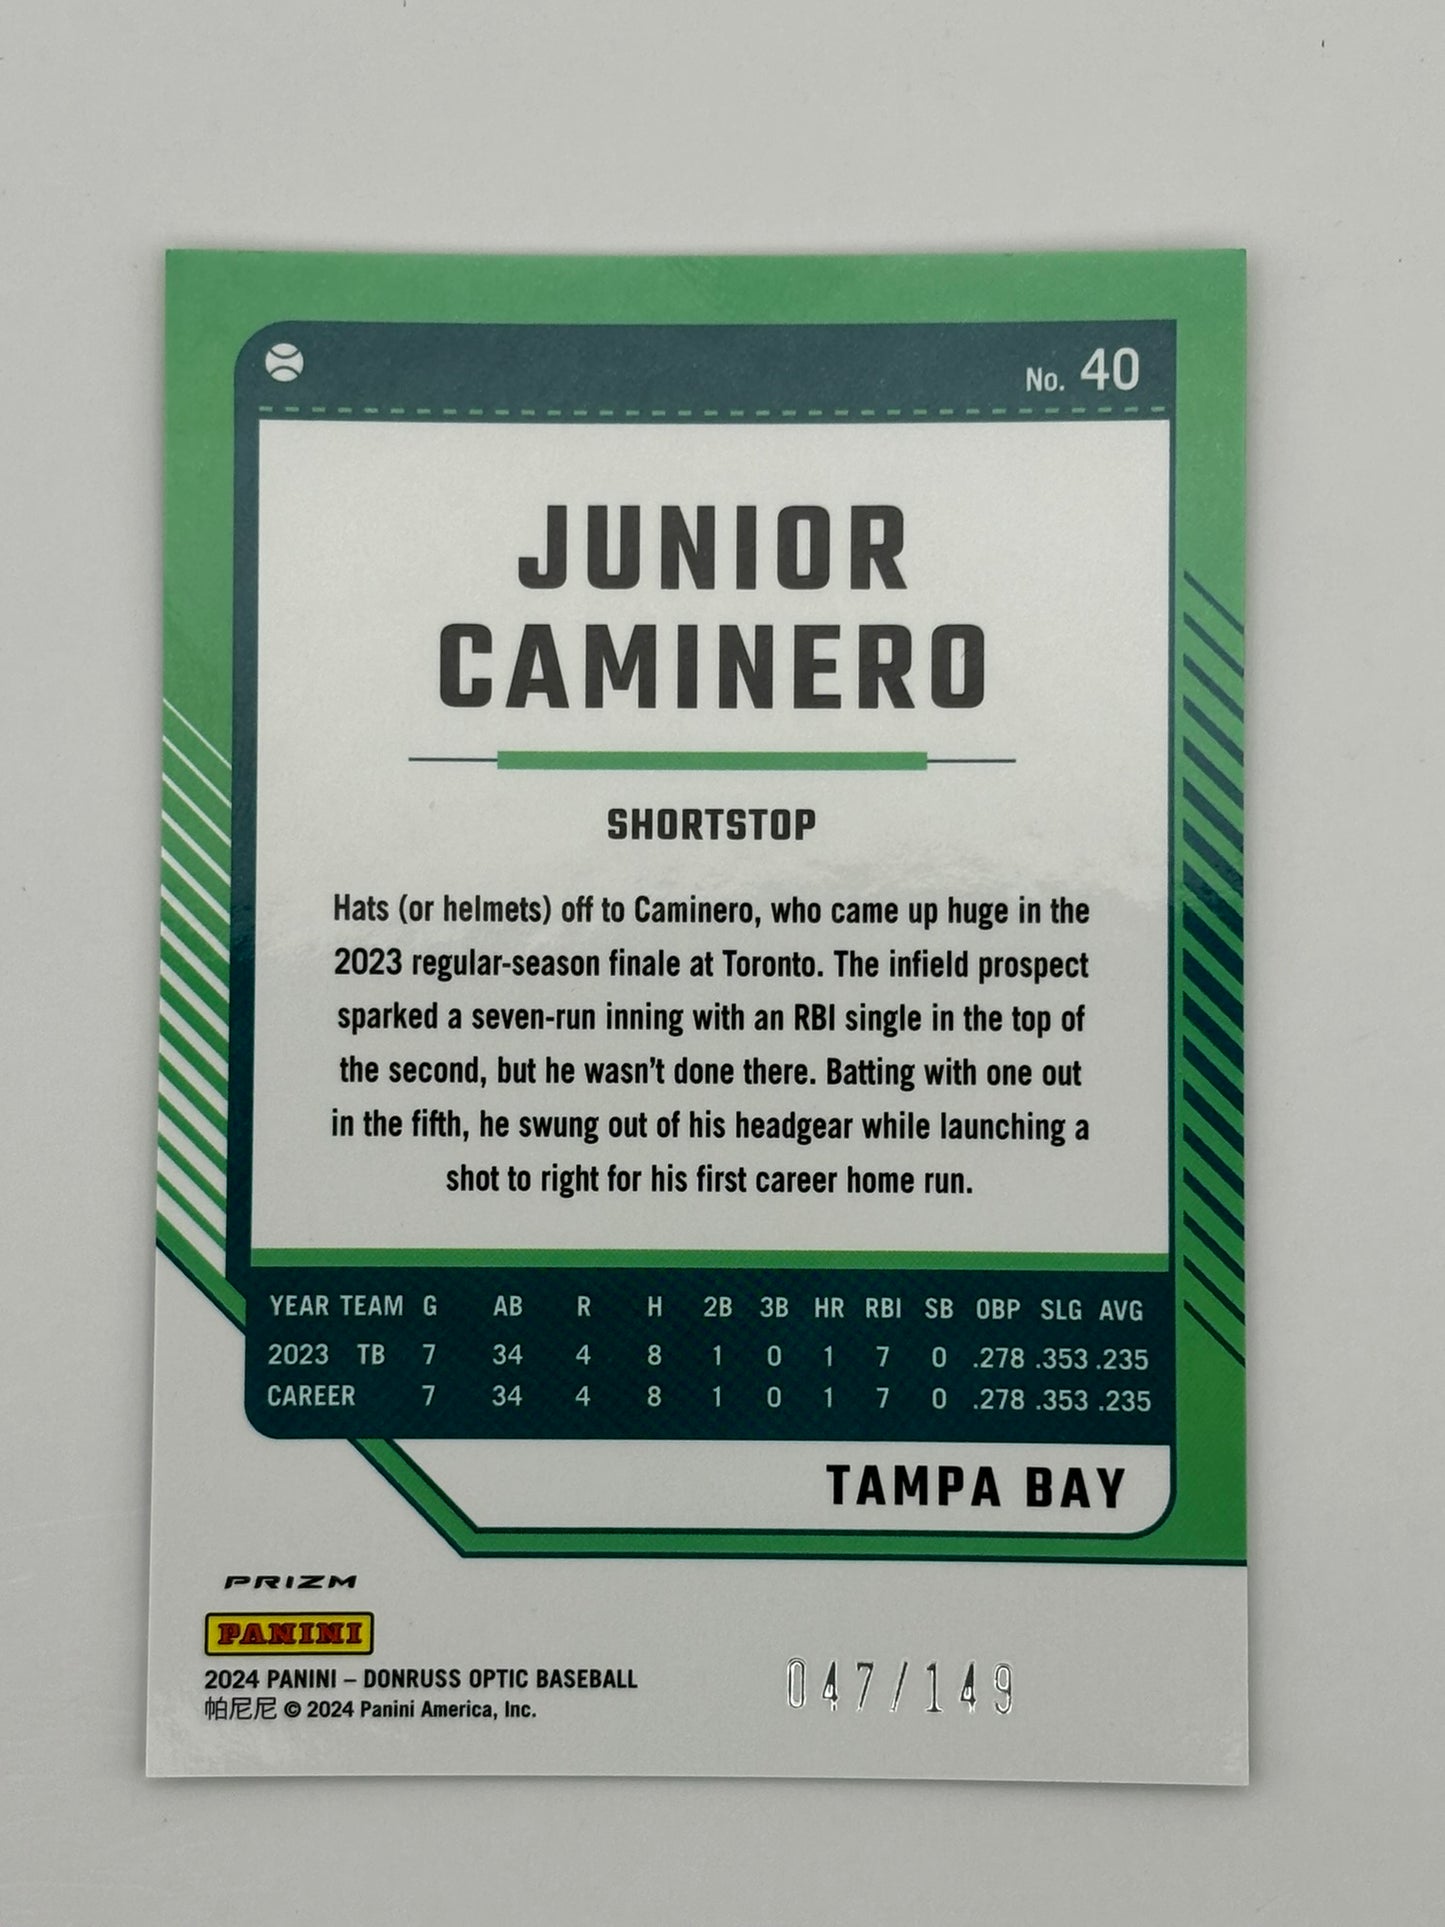 No. 40
JUNIOR
CAMINERO
SHORTSTOP
Hats (or helmets) off to Caminero, who came up huge in the
2023 regular-season finale at Toronto. The infield prospect
sparked a seven-run inning with an RBI single in the top of
the second, but he wasn't done there. Batting with one out
in the fifth, he swung out of his headgear while launching a
shot to right for his first career home run.
YEAR TEAM G AB R H 2B 3B HR RBI SB OBP SLG AVG
2023 TB 7 34 4 8 1 0 1 7 0 .278 .353 .235
CAREER 7 34 4 8 1 0 1 7 0 .278 .353 .235
TAMPA BAY
PRIZM
PANINI
2024 PANINI – DONRUSS OPTIC BASEBALL
帕尼尼 © 2024 Panini America, Inc.
047/149